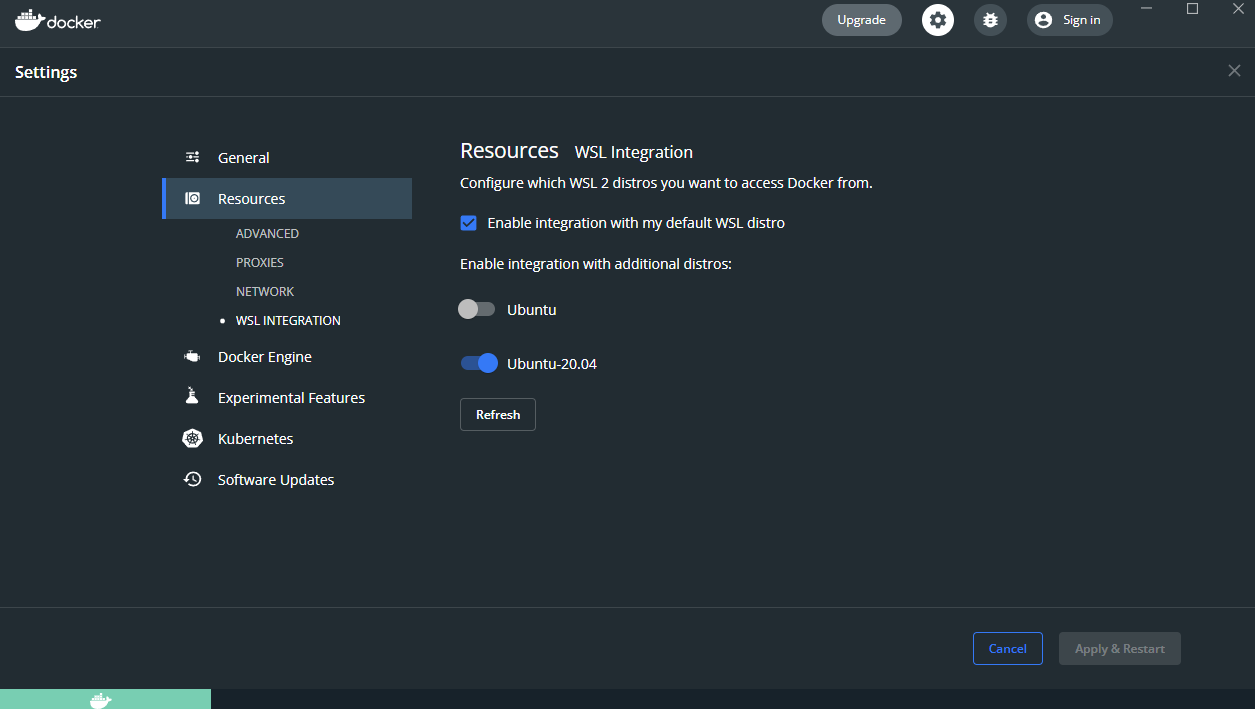 docker
Upgrade
Sign in
Settings
General
Resources
ADVANCED
PROXIES
NETWORK
WSL INTEGRATION
Docker Engine
Experimental Features
Kubernetes
Software Updates
Resources WSL Integration
Configure which WSL 2 distros you want to access Docker from.
Enable integration with my default WSL distro
Enable integration with additional distros:
Ubuntu
Ubuntu-20.04
Refresh
Cancel
Apply & Restart